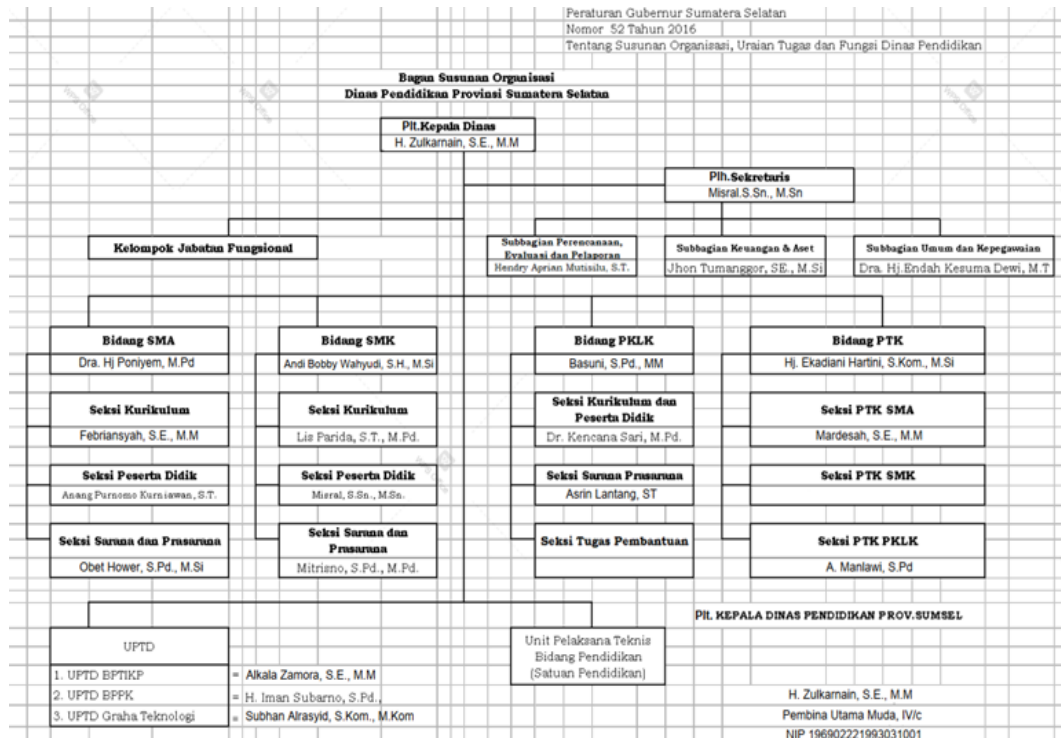 Peraturan Gubernur Sumatera Selatan
Nomor 52 Tahun 2016
Tentang Susunan Organisasi, Uraian Tugas dan Fungsi Dinas Pendidikan
Bagan Susunan Organisasi
Dinas Pendidikan Provinsi Sumatera Selatan
Plt.Kepala Dinas
H. Zulkarnain, S.E., M.M
Plh.Sekretaris
Misral.S.Sn., M.Sn
Kelompok Jabatan Fungsional
Subbagian Perencanaan,
Evaluasi dan Pelaporan
Hendry Aprian Mutisilu, S.T.
Subbagian Keuangan & Aset
Jhon Tumanggor, SE., M.Si
Subbagian Umum dan Kepegawaian
Dra. Hj.Endah Kesuma Dewi, M.T
Bidang SMA
Dra. Hj Poniyem, M.Pd
Seksi Kurikulum
Febriansyah, S.E., M.M
Seksi Peserta Didik
Anang Purnomo Kurniawan, S.T.
Seksi Sarana dan Prasarana
Obet Hower, S.Pd., M.Si
Bidang SMK
Andi Bobby Wahyudi, S.H., M.Si
Seksi Kurikulum
Lis Parida, S.T., M.Pd.
Seksi Peserta Didik
Misral, S.Sn., M.Sn.
Seksi Sarana dan
Prasarana
Mitrisno, S.Pd., M.Pd.
Bidang PKLK
Basuni, S.Pd., MM
Seksi Kurikulum dan
Peserta Didik
Dr. Kencana Sari, M.Pd.
Seksi Sarana Prasarana
Asrin Lantang, ST
Seksi Tugas Pembantuan
Bidang PTK
Hj. Ekadiani Hartini, S.Kom., M.Si
Seksi PTK SMA
Mardesah, S.E., M.M
Seksi PTK SMK
Seksi PTK PKLK
A. Manlawi, S.Pd
UPTD
1. UPTD BPTIKP = Alkala Zamora, S.E., M.M
2. UPTD BPPK = H. Iman Subarno, S.Pd.,
3. UPTD Graha Teknologi = Subhan Alrasyid, S.Kom., M.Kom
Unit Pelaksana Teknis
Bidang Pendidikan
(Satuan Pendidikan)
Plt. KEPALA DINAS PENDIDIKAN PROV.SUMSEL
H. Zulkarnain, S.E., M.M
Pembina Utama Muda, IV/c
NIP 196902221993031001
WPS Office
WPS Office
WPS Office
WPS Office